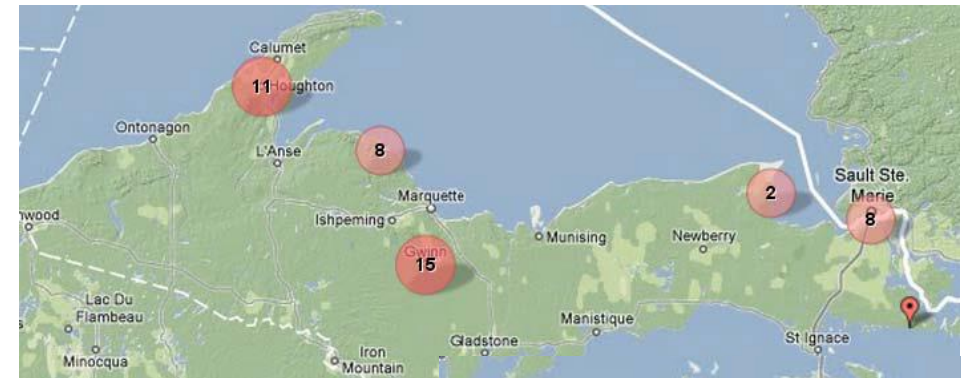 Calumet
11
Houghton
Ontonagon
L'Anse
8
Marquette
Ishpeming
Gwinn
15
Munising
Newberry
2
Sault Ste.
Marie
8
nwood
Lac Du
Flambeau
s
Minocqua
Iron
Mountain
Gladstone
Manistique
St Ignace